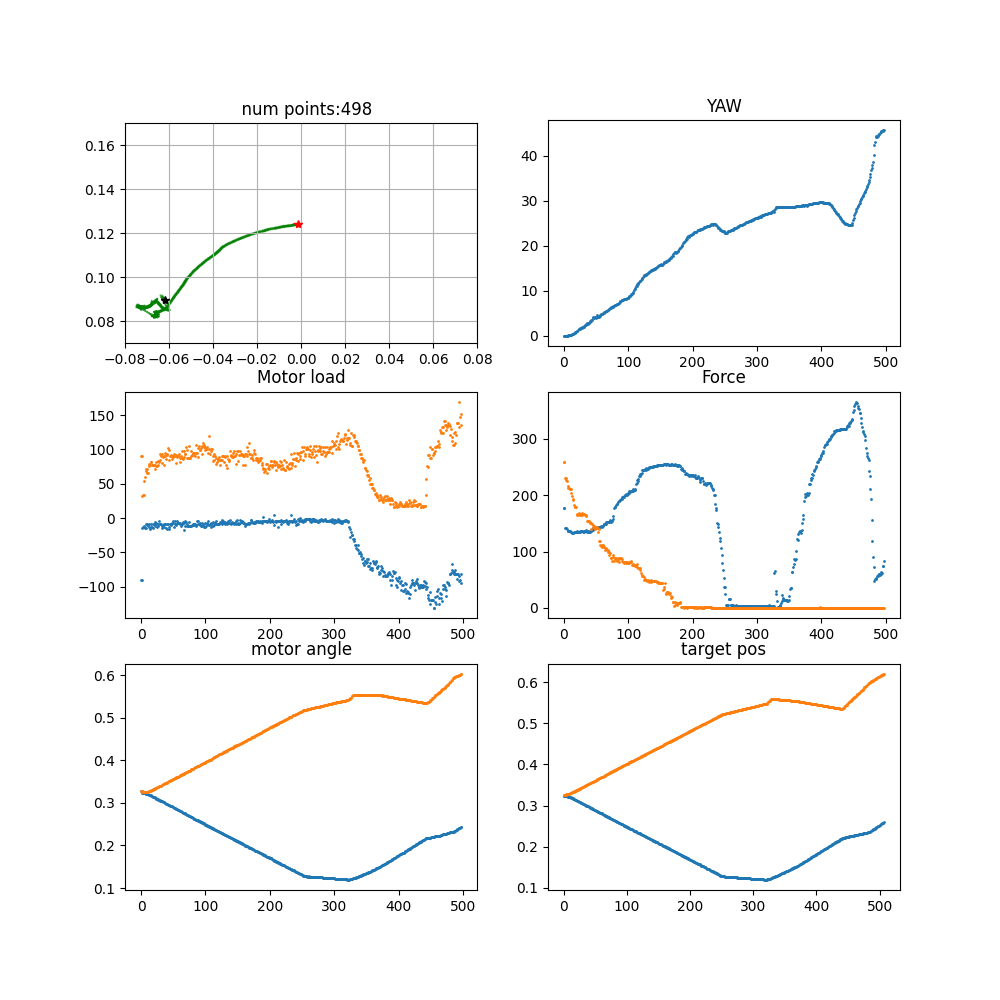 num points:498
YAW
0.16
0.14
0.12
0.10
0.08
−0.08 −0.06 −0.04 −0.02 0.00 0.02 0.04 0.06 0.08
40
30
20
10
0
0 100 200 300 400 500
Motor load
Force
150
100
50
0
−50
−100
0 100 200 300 400 500
300
200
100
0
0 100 200 300 400 500
motor angle
target pos
0.6
0.5
0.4
0.3
0.2
0.1
0 100 200 300 400 500
0.6
0.5
0.4
0.3
0.2
0.1
0 100 200 300 400 500